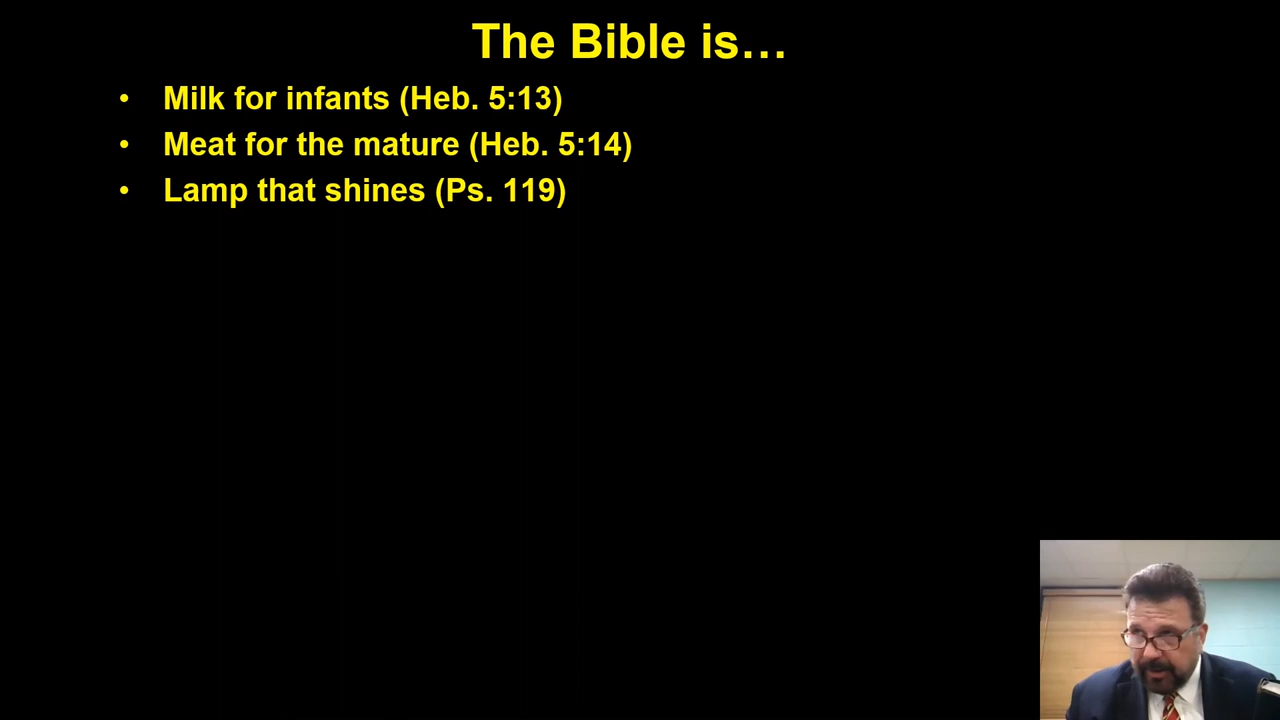 The Bible is…
• Milk for infants (Heb. 5:13)
• Meat for the mature (Heb. 5:14)
• Lamp that shines (Ps. 119)